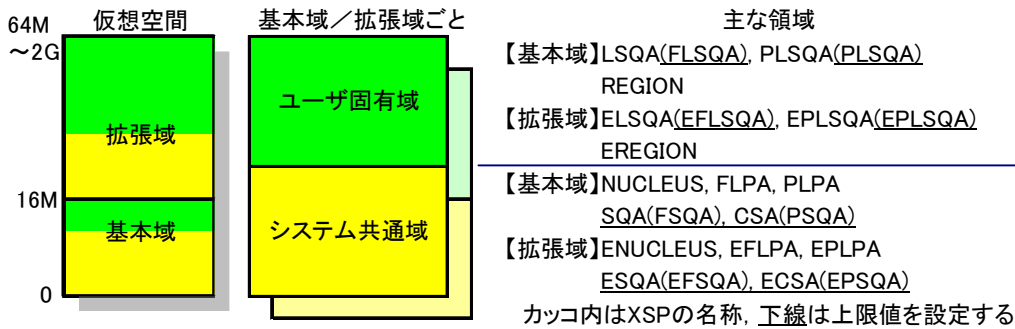 仮想空間
基本域／拡張域ごと
主な領域
64M
～2G
拡張域
16M
基本域
0
ユーザ固有域
システム共通域
【基本域】LSQA(FLSQA), PLSQA(PLSQA)
REGION
【拡張域】ELSQA(EFLSQA), EPLSQA(EPLSQA)
EREGION
【基本域】NUCLEUS, FLPA, PLPA
SQA(FSQA), CSA(PSQA)
【拡張域】ENUCLEUS, EFLPA, EPLPA
ESQA(EFSQA), ECSA(EPSQA)
カッコ内はXSPの名称, 下線は上限値を設定する